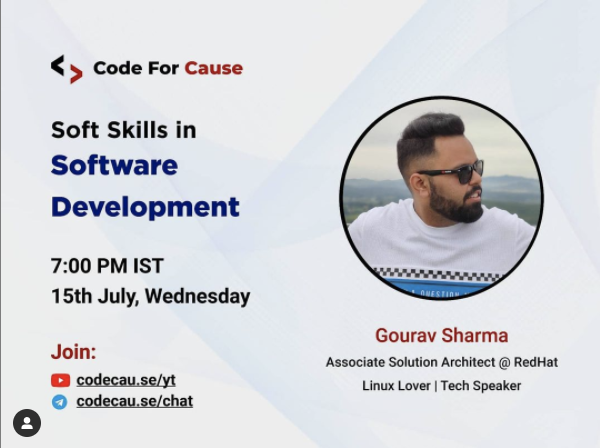 Code For Cause
Soft Skills in
Software
Development
7:00 PM IST
15th July, Wednesday
Join:
codecau.se/yt
codecau.se/chat
QUESTION
Gourav Sharma
Associate Solution Architect @ RedHat
Linux Lover | Tech Speaker